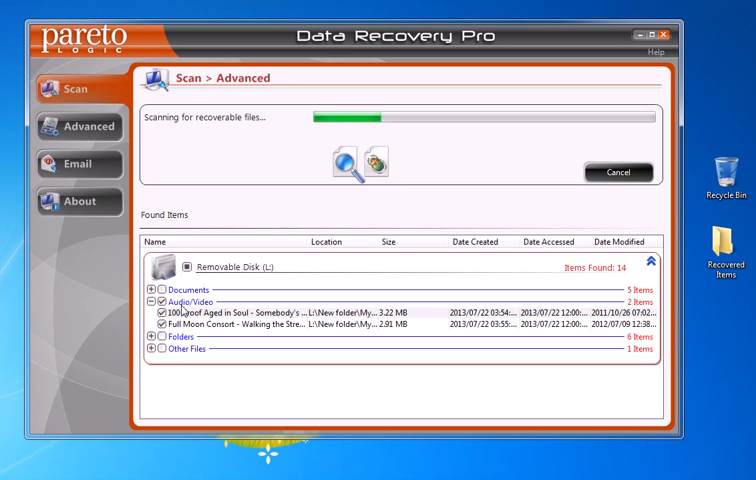 pareto
LOGIC
Data Recovery Pro
Help
Scan
Advanced
Email
About
Scan > Advanced
Scanning for recoverable files...
Cancel
Found Items
Name Location Size Date Created Date Accessed Date Modified
Removable Disk (L:) Items Found: 14
Documents 5 Items
Audio/Video 2 Items
100 Proof Aged in Soul - Somebody's ... L:\New folder\My... 3.22 MB 2013/07/22 03:54:... 2013/07/22 12:00:... 2011/10/26 07:02...
Full Moon Consort - Walking the Stre... L:\New folder\My... 2.91 MB 2013/07/22 03:55:... 2013/07/22 12:00:... 2012/07/09 12:38...
Folders 6 Items
Other Files 1 Items
Recycle Bin
Recovered
Items